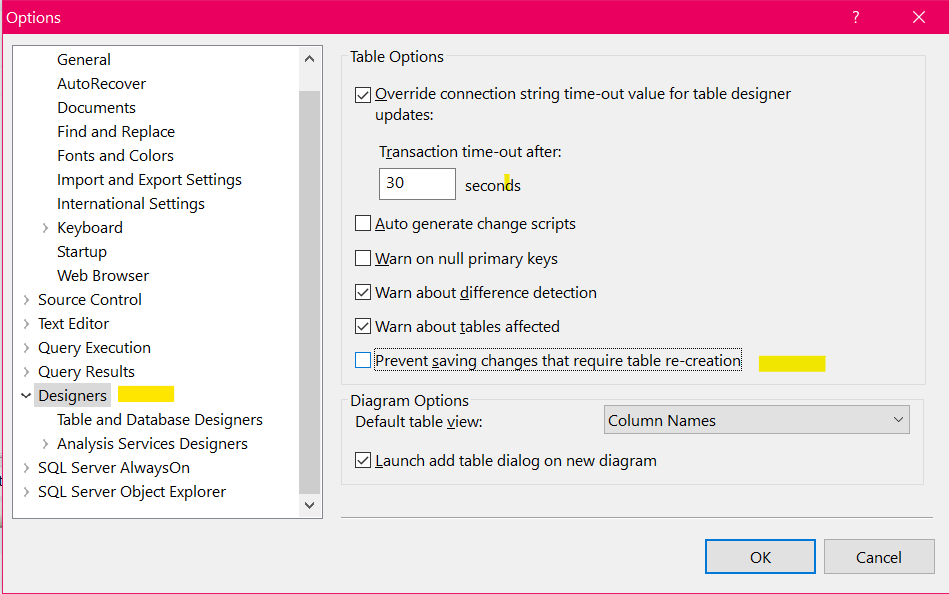 Options
?
General
AutoRecover
Documents
Find and Replace
Fonts and Colors
Import and Export Settings
International Settings
Keyboard
Startup
Web Browser
Source Control
Text Editor
Query Execution
Query Results
Designers
Table and Database Designers
Analysis Services Designers
SQL Server AlwaysOn
SQL Server Object Explorer
Table Options
Override connection string time-out value for table designer
updates:
Transaction time-out after:
30 seconds
Auto generate change scripts
Warn on null primary keys
Warn about difference detection
Warn about tables affected
Prevent saving changes that require table re-creation
Diagram Options
Default table view: Column Names
Launch add table dialog on new diagram
OK Cancel